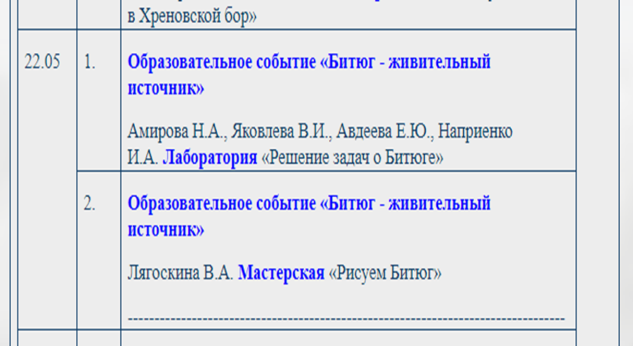 в Хреновской бор»
22.05 1. Образовательное событие «Битюг - живительный
источник»
Амирова Н.А., Яковлева В.И., Авдеева Е.Ю., Наприенко
И.А. Лаборатория «Решение задач о Битюге»
2. Образовательное событие «Битюг - живительный
источник»
Лягоскина В.А. Мастерская «Рисуем Битюг»
--------------------------------------------------------------------------------